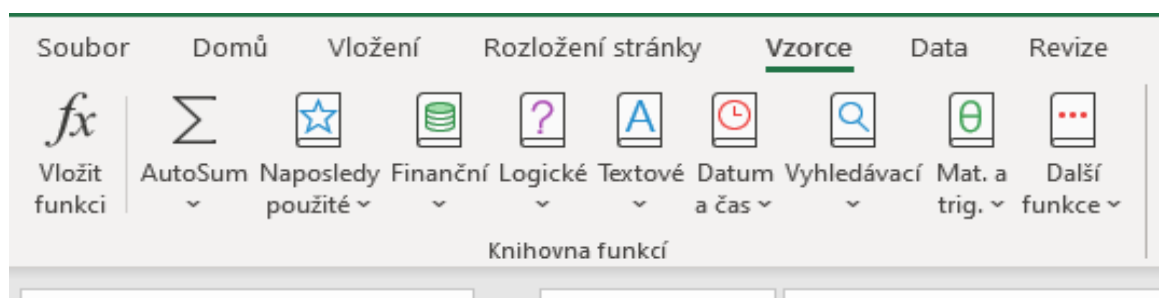 Soubor Domů Vložení Rozložení stránky Vzorce Data Revize
fx
Vložit funkci
AutoSum
Naposledy použité
Finanční
Logické
Textové
Datum a čas
Vyhledávací
Mat. a trig.
Další funkce
Knihovna funkcí